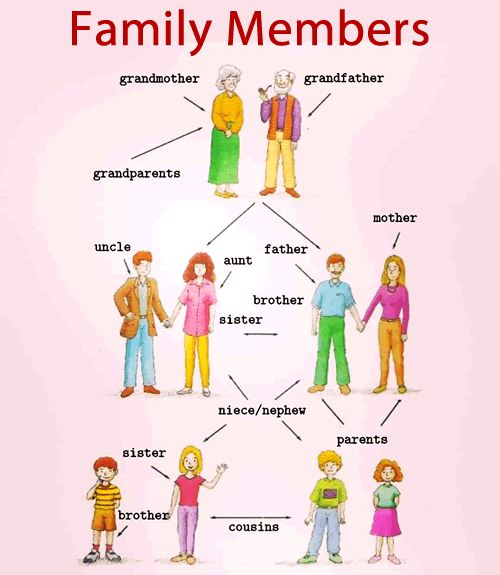 Family Members
grandmother
grandfather
grandparents
mother
uncle
aunt
father
brother
sister
niece/nephew
parents
sister
brother
cousins